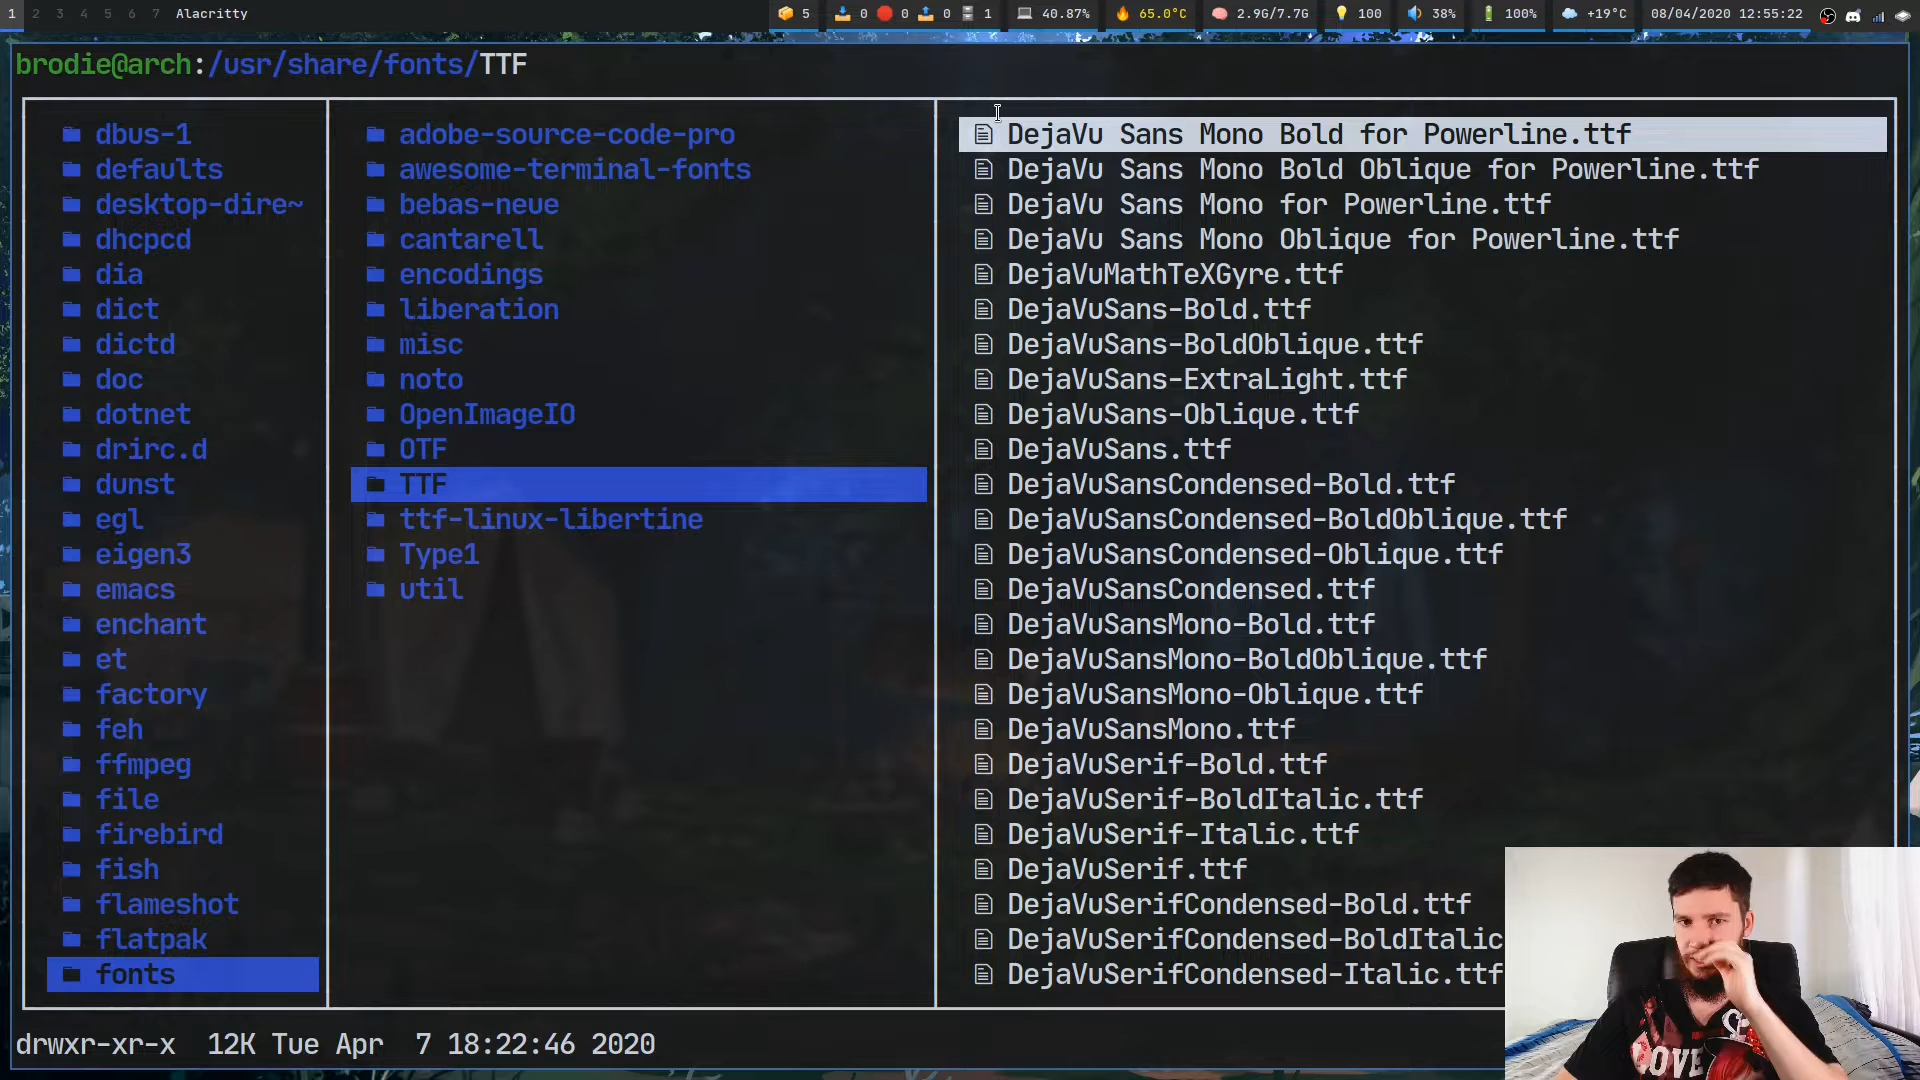 1 2 3 4 5 6 7 Alacritty 5 0 0 0 1 40.87% 65.0°C 2.9G/7.7G 100 38% 100% +19°C 08/04/2020 12:55:22
brodie@arch:/usr/share/fonts/TTF
dbus-1
defaults
desktop-dire~
dhcpcd
dia
dict
dictd
doc
dotnet
drirc.d
dunst
egl
eigen3
emacs
enchant
et
factory
feh
ffmpeg
file
firebird
fish
flameshot
flatpak
fonts
adobe-source-code-pro
awesome-terminal-fonts
bebas-neue
cantarell
encodings
liberation
misc
noto
OpenImageIO
OTF
TTF
ttf-linux-libertine
Type1
util
DejaVu Sans Mono Bold for Powerline.ttf
DejaVu Sans Mono Bold Oblique for Powerline.ttf
DejaVu Sans Mono for Powerline.ttf
DejaVu Sans Mono Oblique for Powerline.ttf
DejaVuMathTeXGyre.ttf
DejaVuSans-Bold.ttf
DejaVuSans-BoldOblique.ttf
DejaVuSans-ExtraLight.ttf
DejaVuSans-Oblique.ttf
DejaVuSans.ttf
DejaVuSansCondensed-Bold.ttf
DejaVuSansCondensed-BoldOblique.ttf
DejaVuSansCondensed-Oblique.ttf
DejaVuSansCondensed.ttf
DejaVuSansMono-Bold.ttf
DejaVuSansMono-BoldOblique.ttf
DejaVuSansMono-Oblique.ttf
DejaVuSansMono.ttf
DejaVuSerif-Bold.ttf
DejaVuSerif-BoldItalic.ttf
DejaVuSerif-Italic.ttf
DejaVuSerif.ttf
DejaVuSerifCondensed-Bold.ttf
DejaVuSerifCondensed-BoldItalic
DejaVuSerifCondensed-Italic.ttf
drwxr-xr-x 12K Tue Apr 7 18:22:46 2020